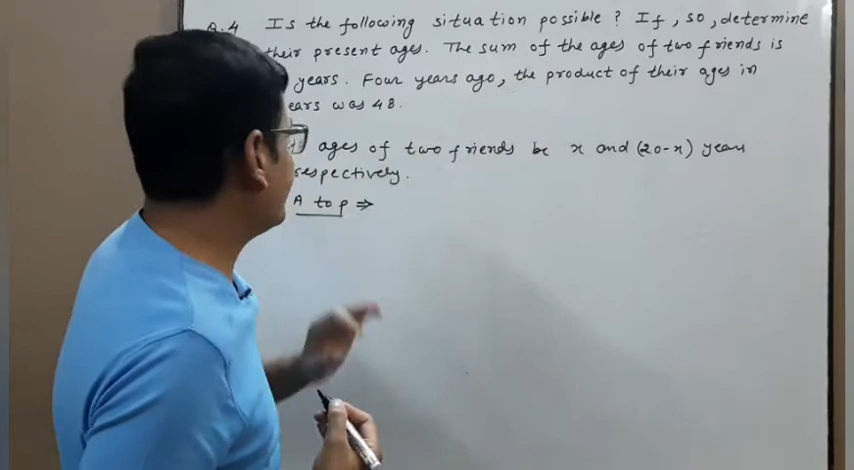 Q.4 Is the following situation possible ? If, so, determine
their present ages. The sum of the ages of two friends is
years. Four years ago, the product of their ages in
ears was 48.
ages of two friends be x and (20-x) years
respectively.
A to p ⇒